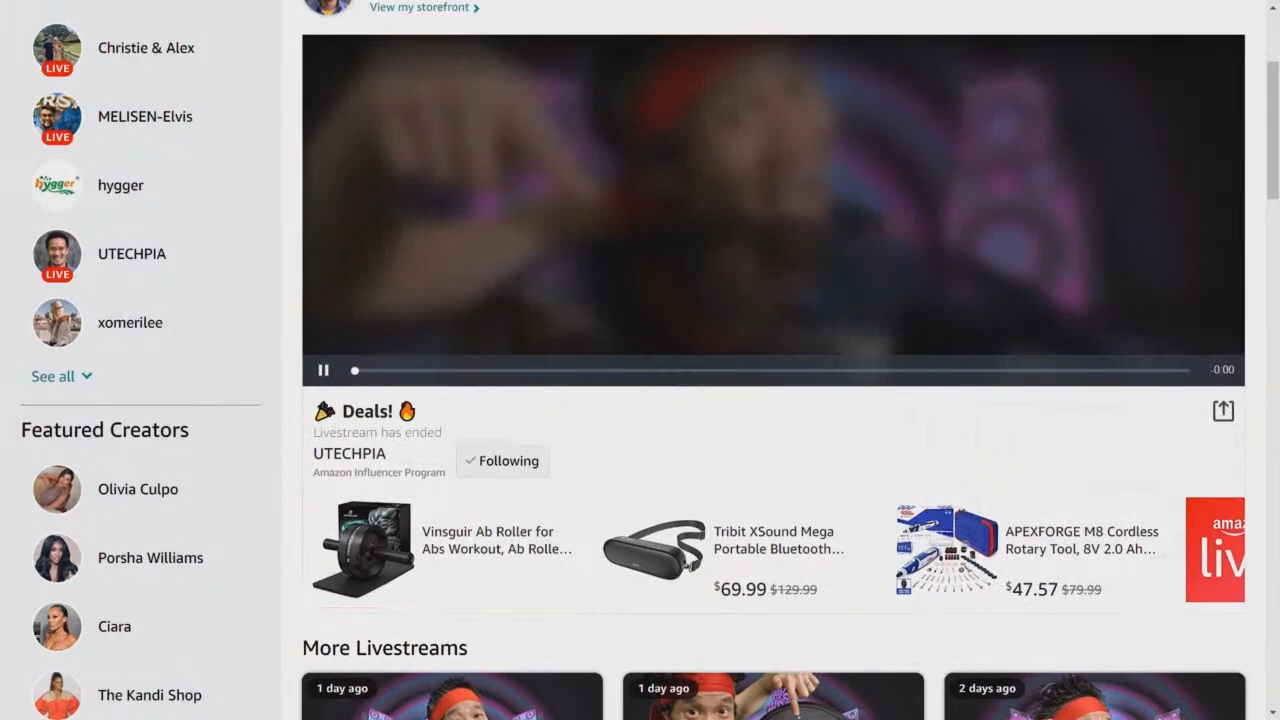 View my storefront
Christie & Alex
LIVE
MELISEN-Elvis
LIVE
hygger
hygger
UTECHPIA
LIVE
xomerilee
See all
Featured Creators
Olivia Culpo
Porsha Williams
Ciara
The Kandi Shop
-0:00
Deals!
Livestream has ended
UTECHPIA
Amazon Influencer Program
Following
Vinsguir Ab Roller for
Abs Workout, Ab Rolle...
Tribit XSound Mega
Portable Bluetooth...
$69.99 $129.99
APEXFORGE M8 Cordless
Rotary Tool, 8V 2.0 Ah...
$47.57 $79.99
amaz
liv
More Livestreams
1 day ago
1 day ago
2 days ago